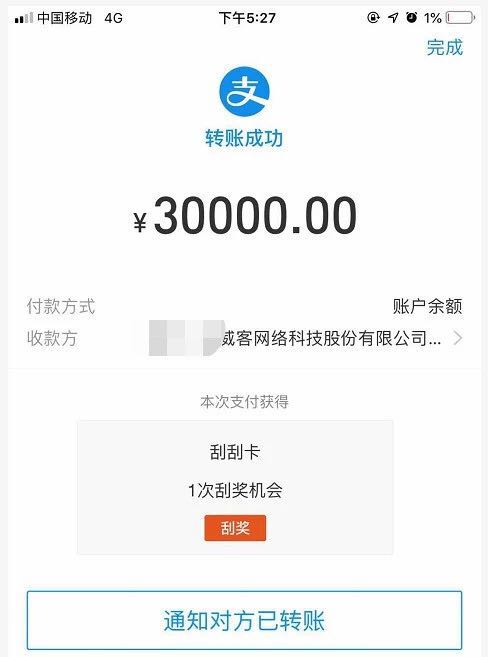 中国移动 4G 下午5:27 1%
完成
支
转账成功
¥30000.00
付款方式 账户余额
收款方 威客网络科技股份有限公司...
本次支付获得
刮刮卡
1次刮奖机会
刮奖
通知对方已转账